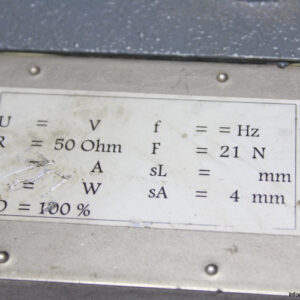 U = V f = = Hz
R = 50 Ohm F = 21 N
= A sL = mm
= W sA = 4 mm
D = 100 %